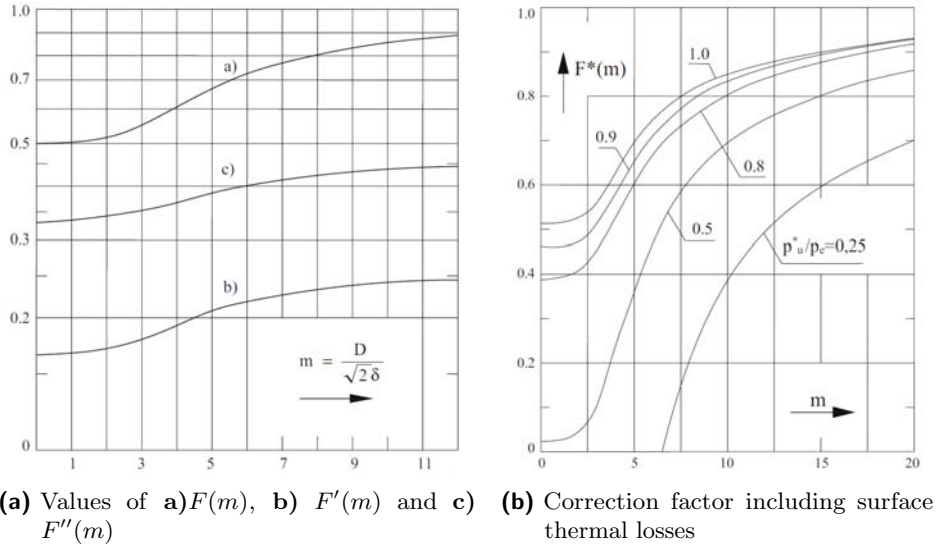 1.0
0.7
0.5
0.3
0.2
0
a)
c)
b)
m = D / √2 δ
1 3 5 7 9 11
1.0
0.8
0.6
0.4
0.2
0
F*(m)
1.0
0.9
0.8
0.5
p*u/pe=0,25
m
0 5 10 15 20
(a) Values of a)F(m), b) F′(m) and c)
F′′(m)
(b) Correction factor including surface
thermal losses